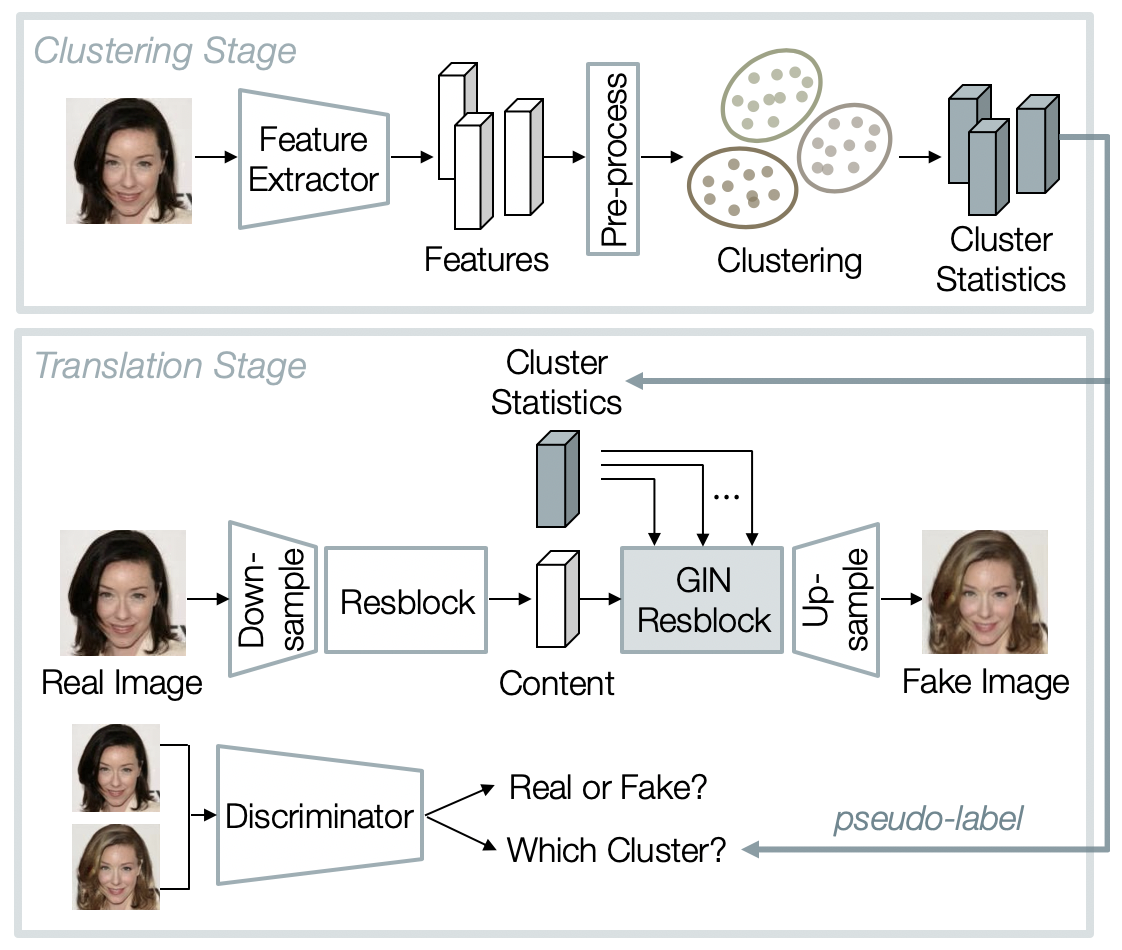 Clustering Stage
Feature
Extractor
Features
Pre-process
Clustering
Cluster
Statistics
Translation Stage
Cluster
Statistics
...
Real Image
Down-
sample
Resblock
Content
GIN
Resblock
Up-
sample
Fake Image
Discriminator
Real or Fake?
Which Cluster?
pseudo-label